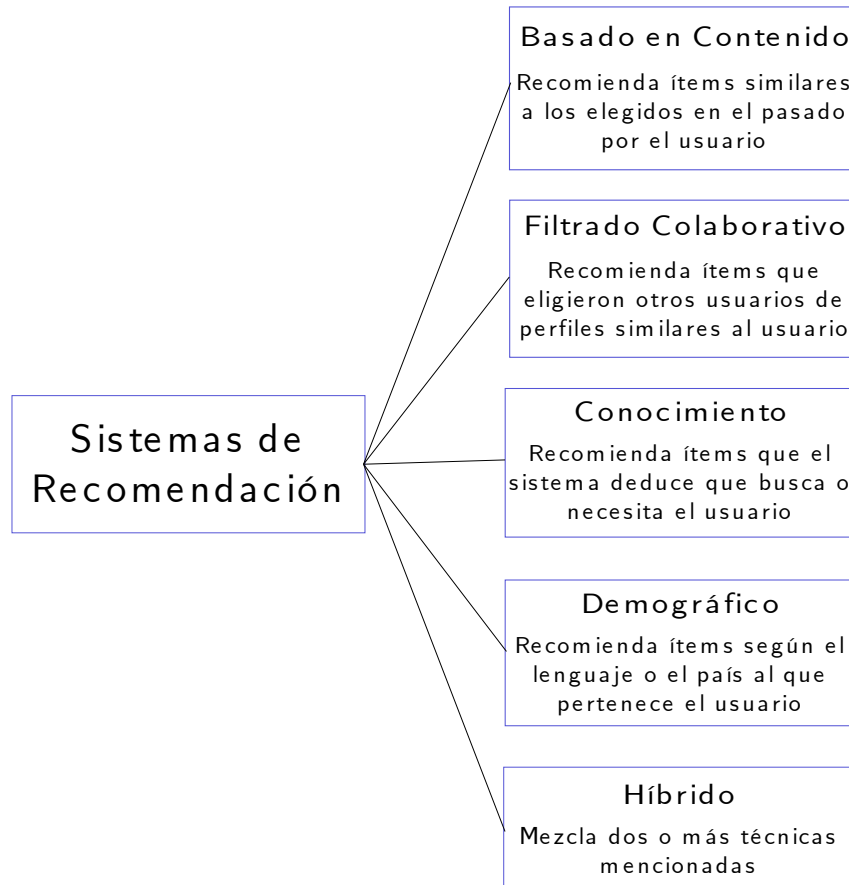 Basado en Contenido
Recomienda ítems similares
a los elegidos en el pasado
por el usuario
Filtrado Colaborativo
Recomienda ítems que
eligieron otros usuarios de
perfiles similares al usuario
Sistemas de
Recomendación
Conocimiento
Recomienda ítems que el
sistema deduce que busca o
necesita el usuario
Demográfico
Recomienda ítems según el
lenguaje o el país al que
pertenece el usuario
Híbrido
Mezcla dos o más técnicas
mencionadas